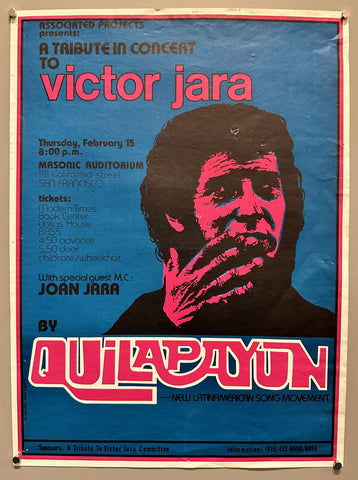 ASSOCIATED PROJECTS
presents:
A TRIBUTE IN CONCERT
TO
victor jara
Thursday, February 15
8:00 p.m.
MASONIC AUDITORIUM
1111 California street
SAN FRANCISCO
tickets:
Modern Times
Book Center
Unitas House
BASS
4.50 advance
5.50 door
childcare/wheelchair
With special guest M.C.:
JOAN JARA
BY
QUILAPAYUN
NEW LATINAMERICAN SONG MOVEMENT
Sponsors: A Tribute To Victor Jara Committee
Information: (415)